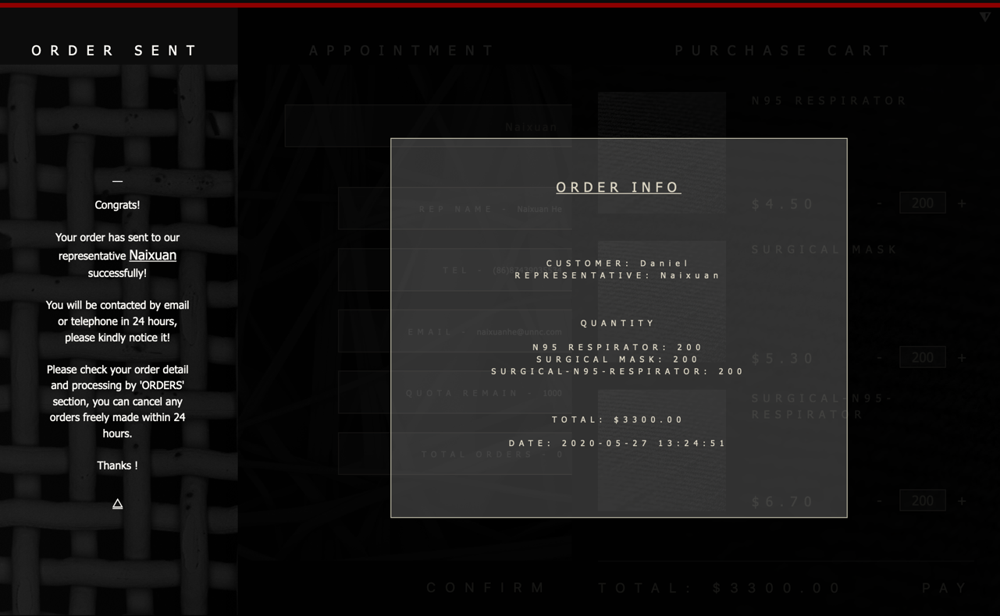 ORDER SENT
—
Congrats!
Your order has sent to our
representative Naixuan
successfully!
You will be contacted by email
or telephone in 24 hours,
please kindly notice it!
Please check your order detail
and processing by 'ORDERS'
section, you can cancel any
orders freely made within 24
hours.
Thanks !
APPOINTMENT
Naixuan
REP NAME - Naixuan He
TEL -
EMAIL - naixuanhe@unnc.com
QUOTA REMAIN - 1000
TOTAL ORDERS - 0
CONFIRM
ORDER INFO
CUSTOMER: Daniel
REPRESENTATIVE: Naixuan
QUANTITY
N95 RESPIRATOR: 200
SURGICAL MASK: 200
SURGICAL-N95-RESPIRATOR: 200
TOTAL: $3300.00
DATE: 2020-05-27 13:24:51
PURCHASE CART
N95 RESPIRATOR
$4.50 - 200 +
SURGICAL MASK
$5.30 - 200 +
SURGICAL-N95-
RESPIRATOR
$6.70 - 200 +
TOTAL: $3300.00 PAY